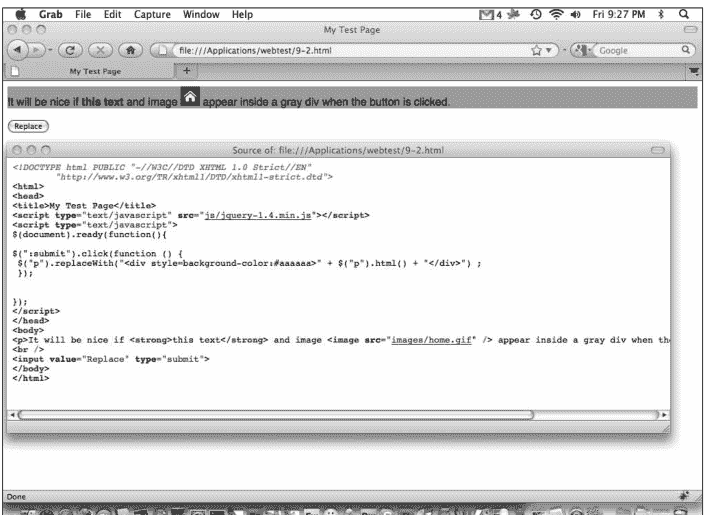 Grab File Edit Capture Window Help 4 Fri 9:27 PM
My Test Page
file:///Applications/webtest/9-2.html Google
My Test Page +
It will be nice if this text and image appear inside a gray div when the button is clicked.
Replace
Source of: file:///Applications/webtest/9-2.html
<!DOCTYPE html PUBLIC "-//W3C//DTD XHTML 1.0 Strict//EN"
"http://www.w3.org/TR/xhtml1/DTD/xhtml1-strict.dtd">
<html>
<head>
<title>My Test Page</title>
<script type="text/javascript" src="js/jquery-1.4.min.js"></script>
<script type="text/javascript">
$(document).ready(function(){
$(":submit").click(function () {
$("p").replaceWith("<div style=background-color:#aaaaaa>" + $("p").html() + "</div>") ;
});
});
</script>
</head>
<body>
<p>It will be nice if <strong>this text</strong> and image <image src="images/home.gif" /> appear inside a gray div when th
<br />
<input value="Replace" type="submit">
</body>
</html>
Done